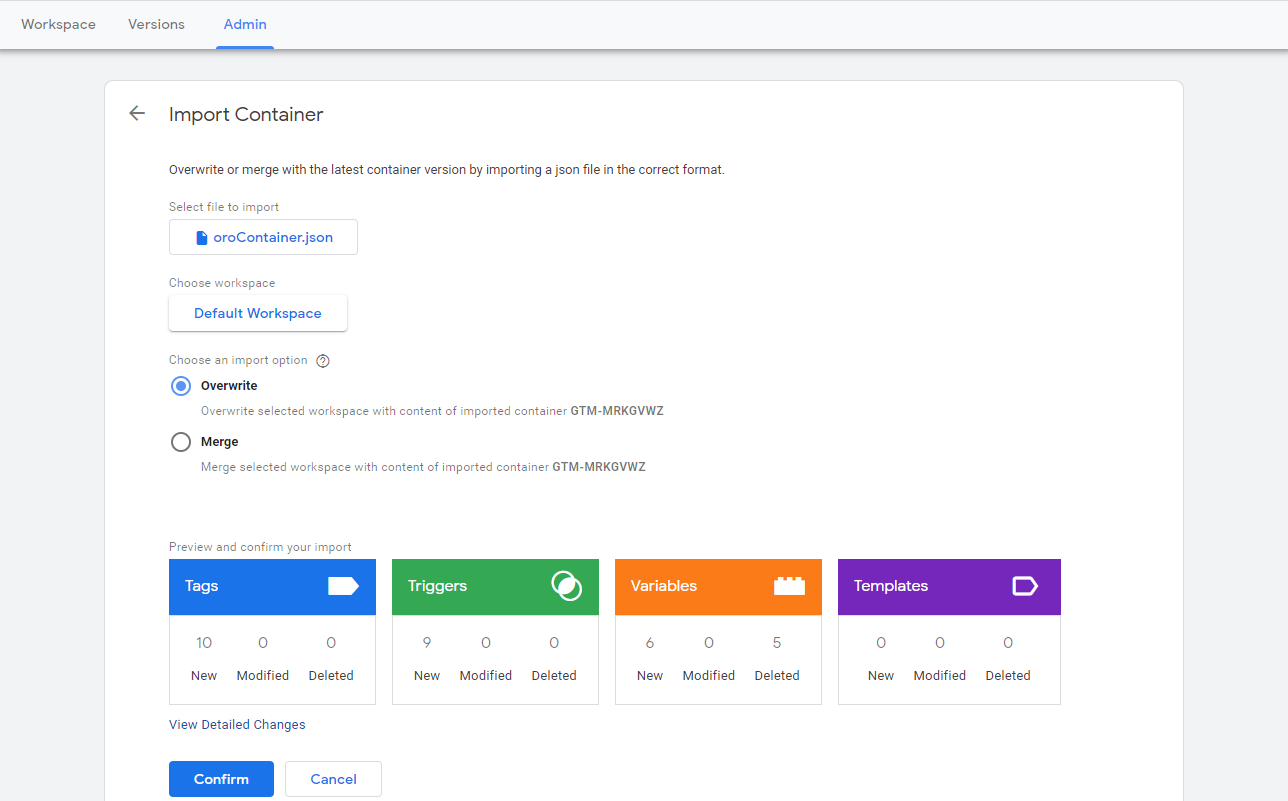 Workspace Versions Admin
Import Container
Overwrite or merge with the latest container version by importing a json file in the correct format.
Select file to import
oroContainer.json
Choose workspace
Default Workspace
Choose an import option ?
Overwrite
Overwrite selected workspace with content of imported container GTM-MRKGVWZ
Merge
Merge selected workspace with content of imported container GTM-MRKGVWZ
Preview and confirm your import
Tags Triggers Variables Templates
10 0 0 9 0 0 6 0 5 0 0 0
New Modified Deleted New Modified Deleted New Modified Deleted New Modified Deleted
View Detailed Changes
Confirm Cancel